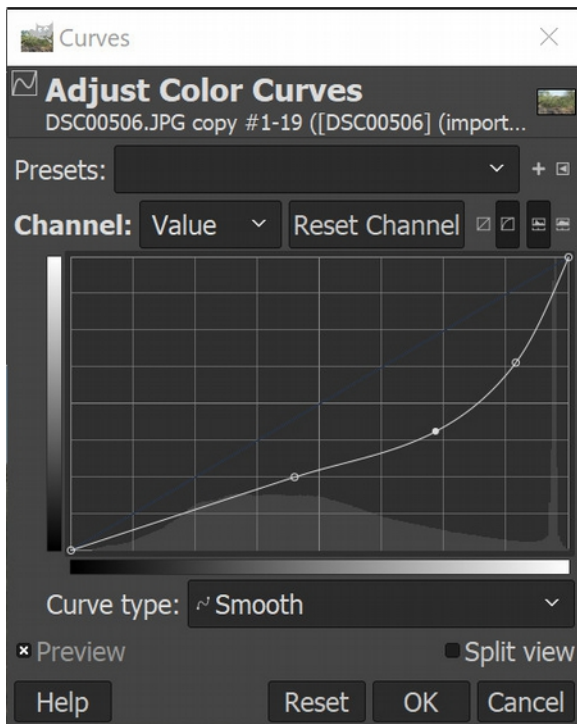 Curves
Adjust Color Curves
DSC00506.JPG copy #1-19 ([DSC00506] (import...
Presets:
Channel: Value Reset Channel
Curve type: Smooth
Preview Split view
Help Reset OK Cancel